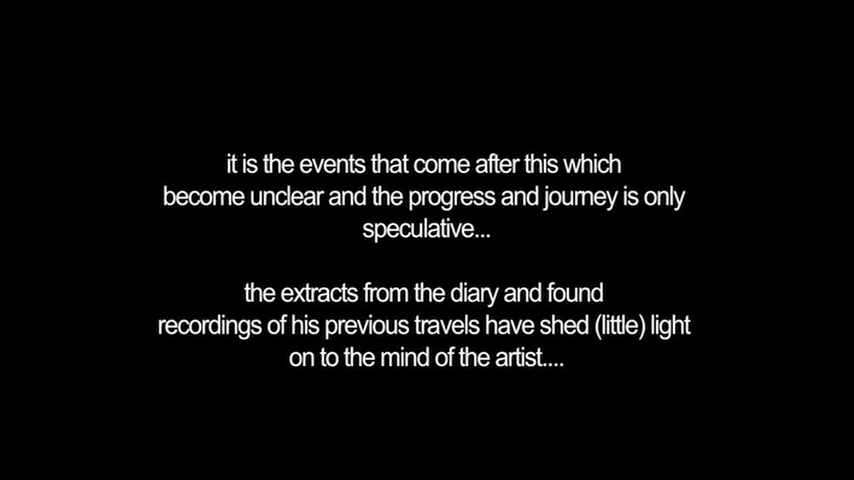 it is the events that come after this which
become unclear and the progress and journey is only
speculative...
the extracts from the diary and found
recordings of his previous travels have shed (little) light
on to the mind of the artist....